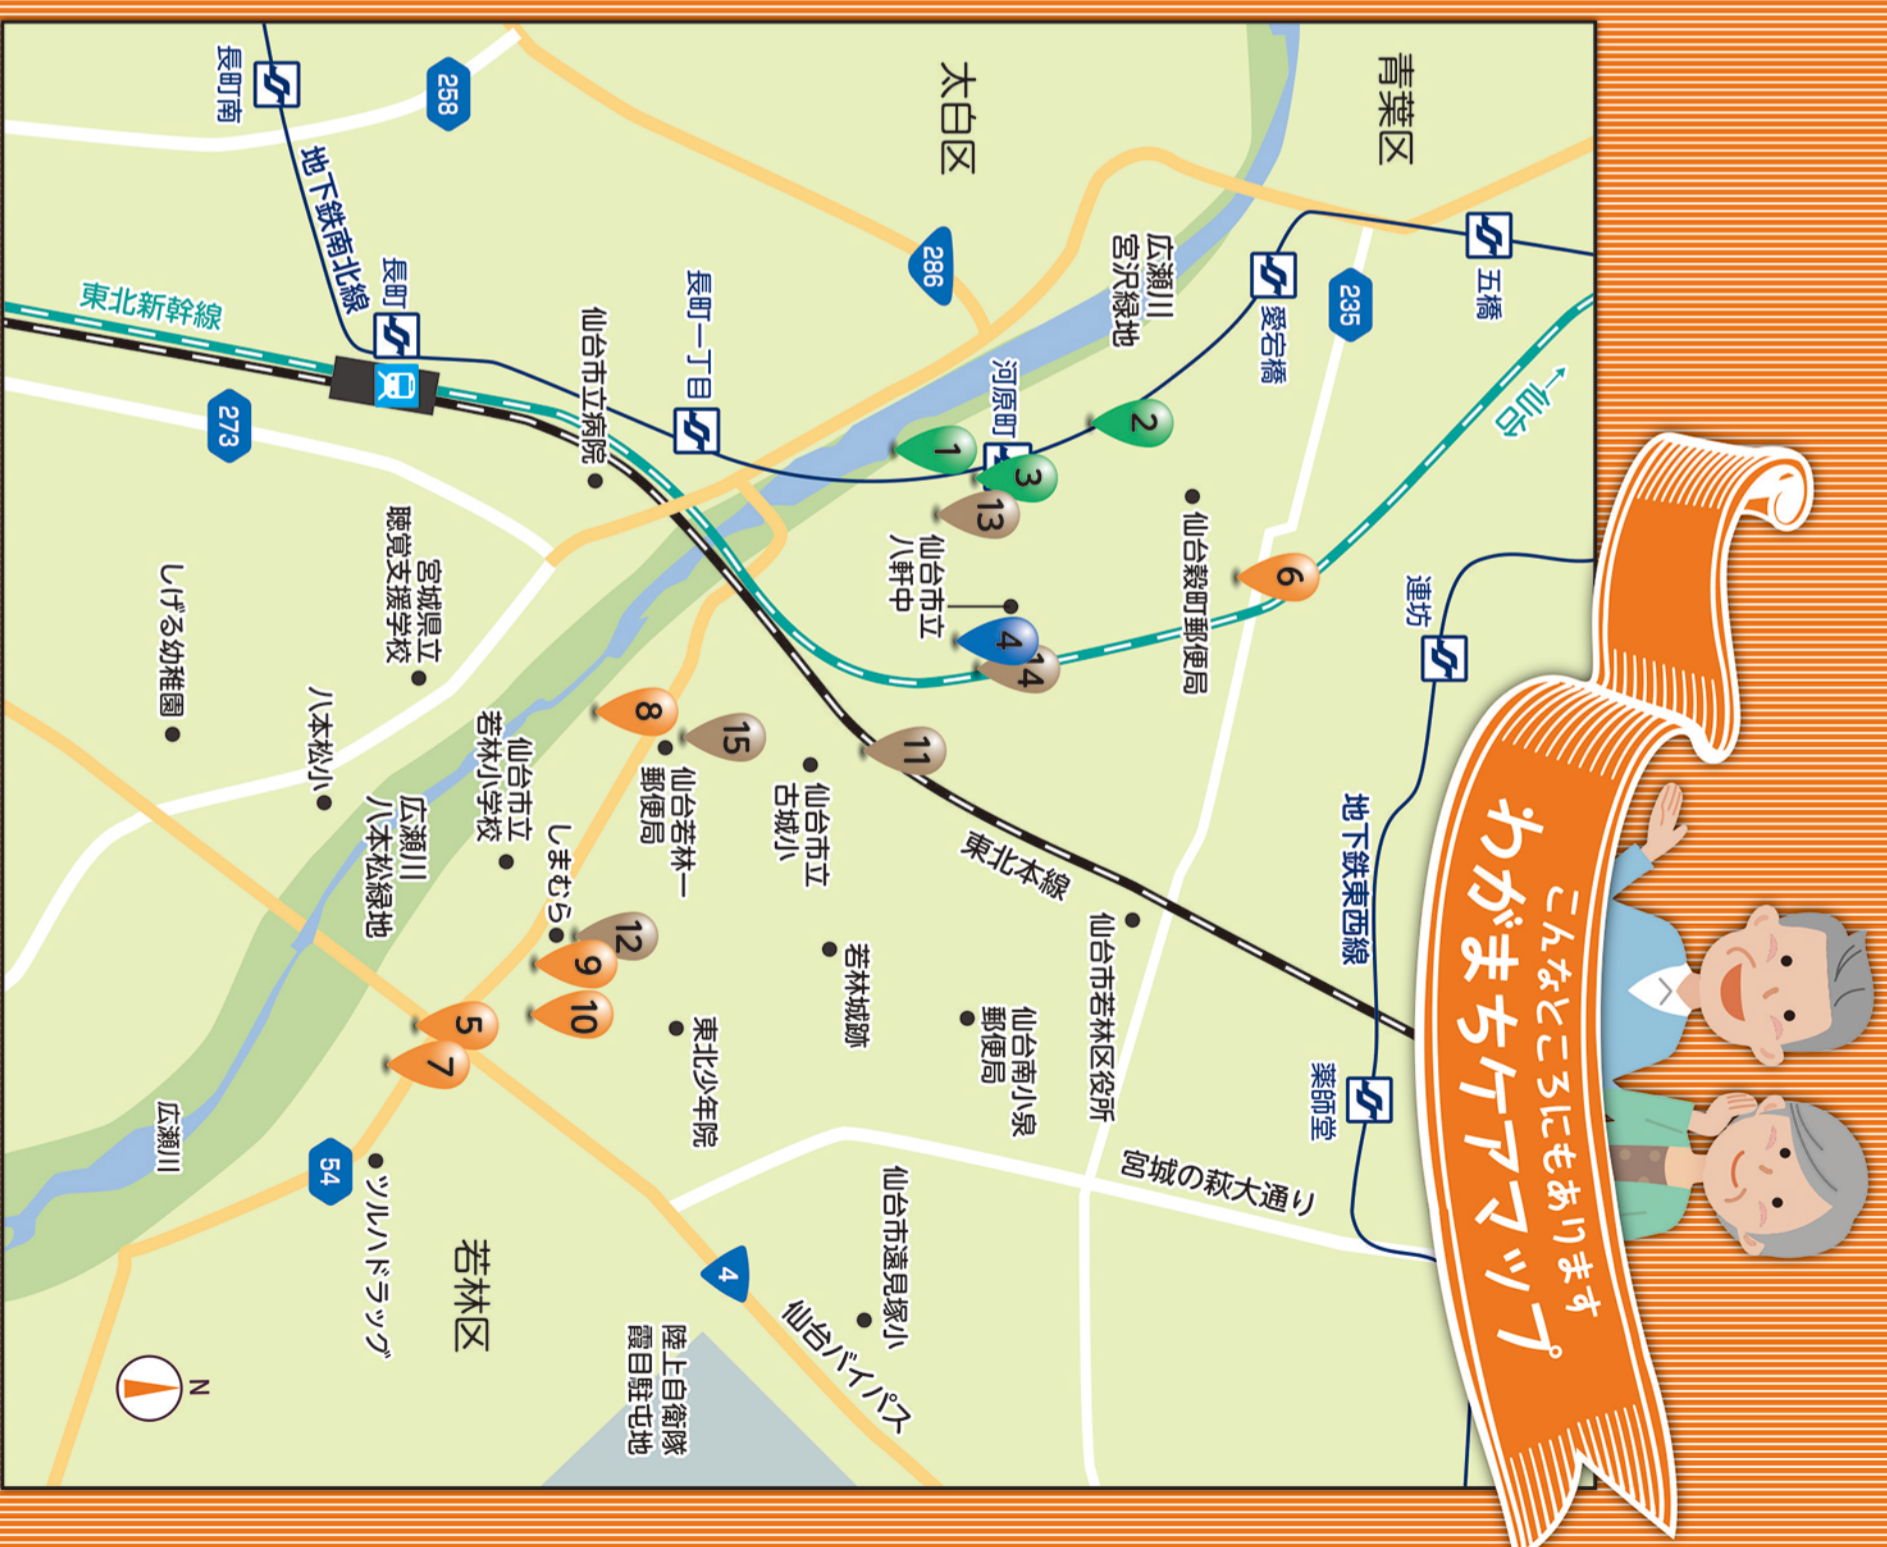 こんなところにもあります
わがまちケアマップ
青葉区
五橋
↑仙台
連坊
235
愛宕橋
地下鉄東西線
薬師堂
広瀬川
宮沢緑地
2
仙台穀町郵便局
6
太白区
286
河原町
1
3
13
仙台市立
八軒中
4
14
11
東北本線
仙台市若林区役所
宮城の萩大通り
仙台南小泉
郵便局
若林城跡
仙台市立
古城小
15
8
仙台若林一
郵便局
仙台市遠見塚小
長町一丁目
仙台市立病院
東北少年院
4
仙台バイパス
しまむら
12
9
10
仙台市立
若林小学校
陸上自衛隊
霞目駐屯地
5
7
若林区
258
長町南
地下鉄南北線
長町
東北新幹線
273
宮城県立
聴覚支援学校
広瀬川
八本松緑地
八本松小
しげる幼稚園
54
ツルハドラッグ
広瀬川
N